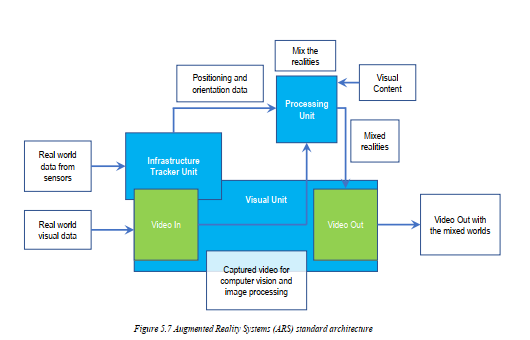 Mix the
realities
Positioning and
orientation data
Processing
Unit
Visual
Content
Mixed
realities
Real world
data from
sensors
Infrastructure
Tracker Unit
Visual Unit
Real world
visual data
Video In
Video Out
Video Out with
the mixed worlds
Captured video for
computer vision and
image processing
Figure 5.7 Augmented Reality Systems (ARS) standard architecture